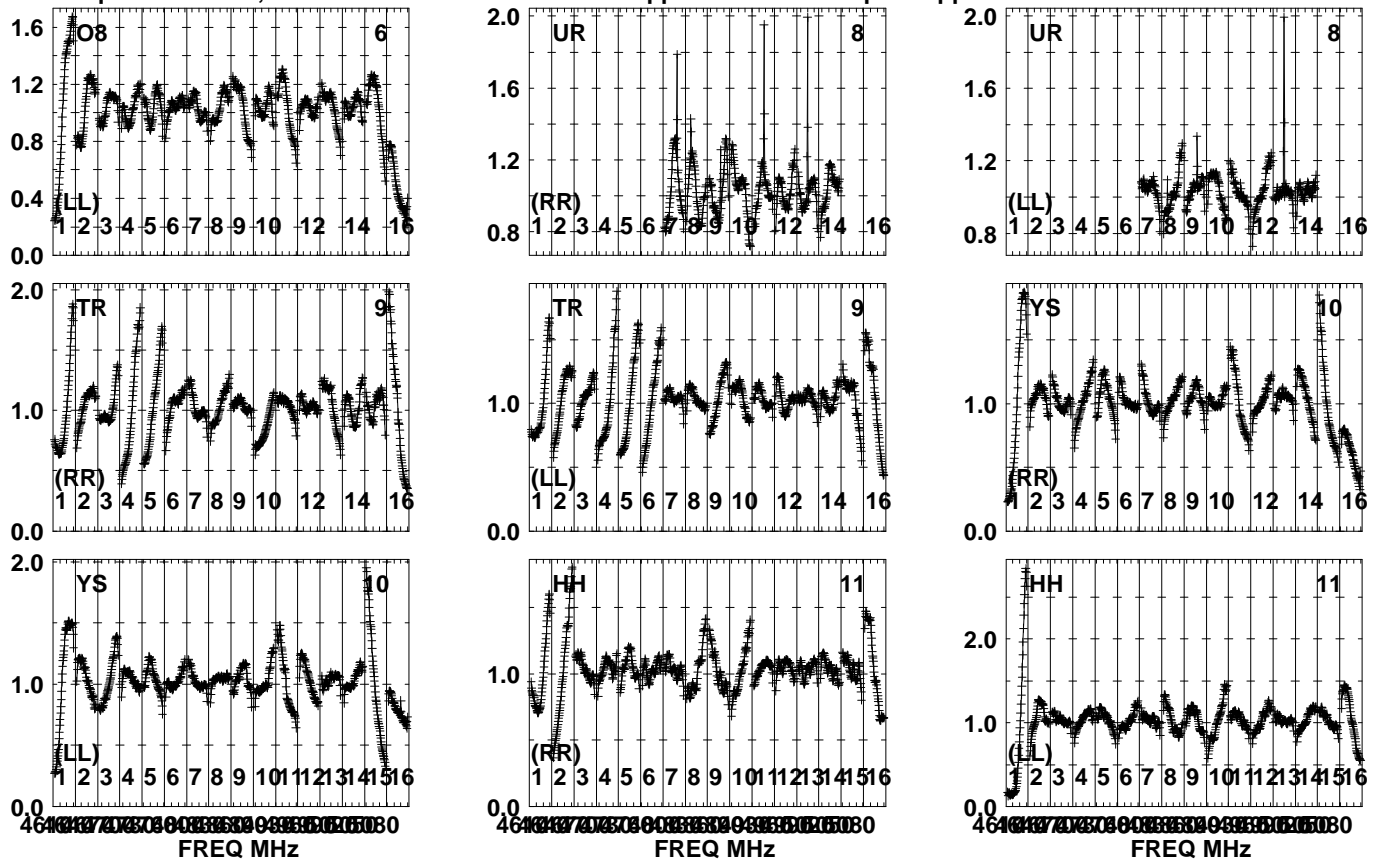 O8 6
1.6
1.2
0.8
0.4
0.0
(LL)
1 2 3 4 5 6 7 8 9 10 12 14 16
UR 8
2.0
1.6
1.2
0.8
(RR)
1 2 3 4 5 6 7 8 9 10 12 14 16
UR 8
2.0
1.6
1.2
0.8
(LL)
1 2 3 4 5 6 7 8 9 10 12 14 16
TR 9
2.0
1.0
0.0
(RR)
1 2 3 4 5 6 7 8 9 10 12 14 16
TR 9
1.0
0.0
(LL)
1 2 3 4 5 6 7 8 9 10 12 14 16
YS 10
1.0
0.0
(RR)
1 2 3 4 5 6 7 8 9 10 12 14 16
YS 10
2.0
1.0
0.0
(LL)
1 2 3 4 5 6 7 8 9 10 11 12 13 14 15 16
FREQ MHz
HH 11
1.0
0.0
(RR)
1 2 3 4 5 6 7 8 9 10 11 12 13 14 15 16
FREQ MHz
HH 11
2.0
1.0
0.0
(LL)
1 2 3 4 5 6 7 8 9 10 11 12 13 14 15 16
FREQ MHz